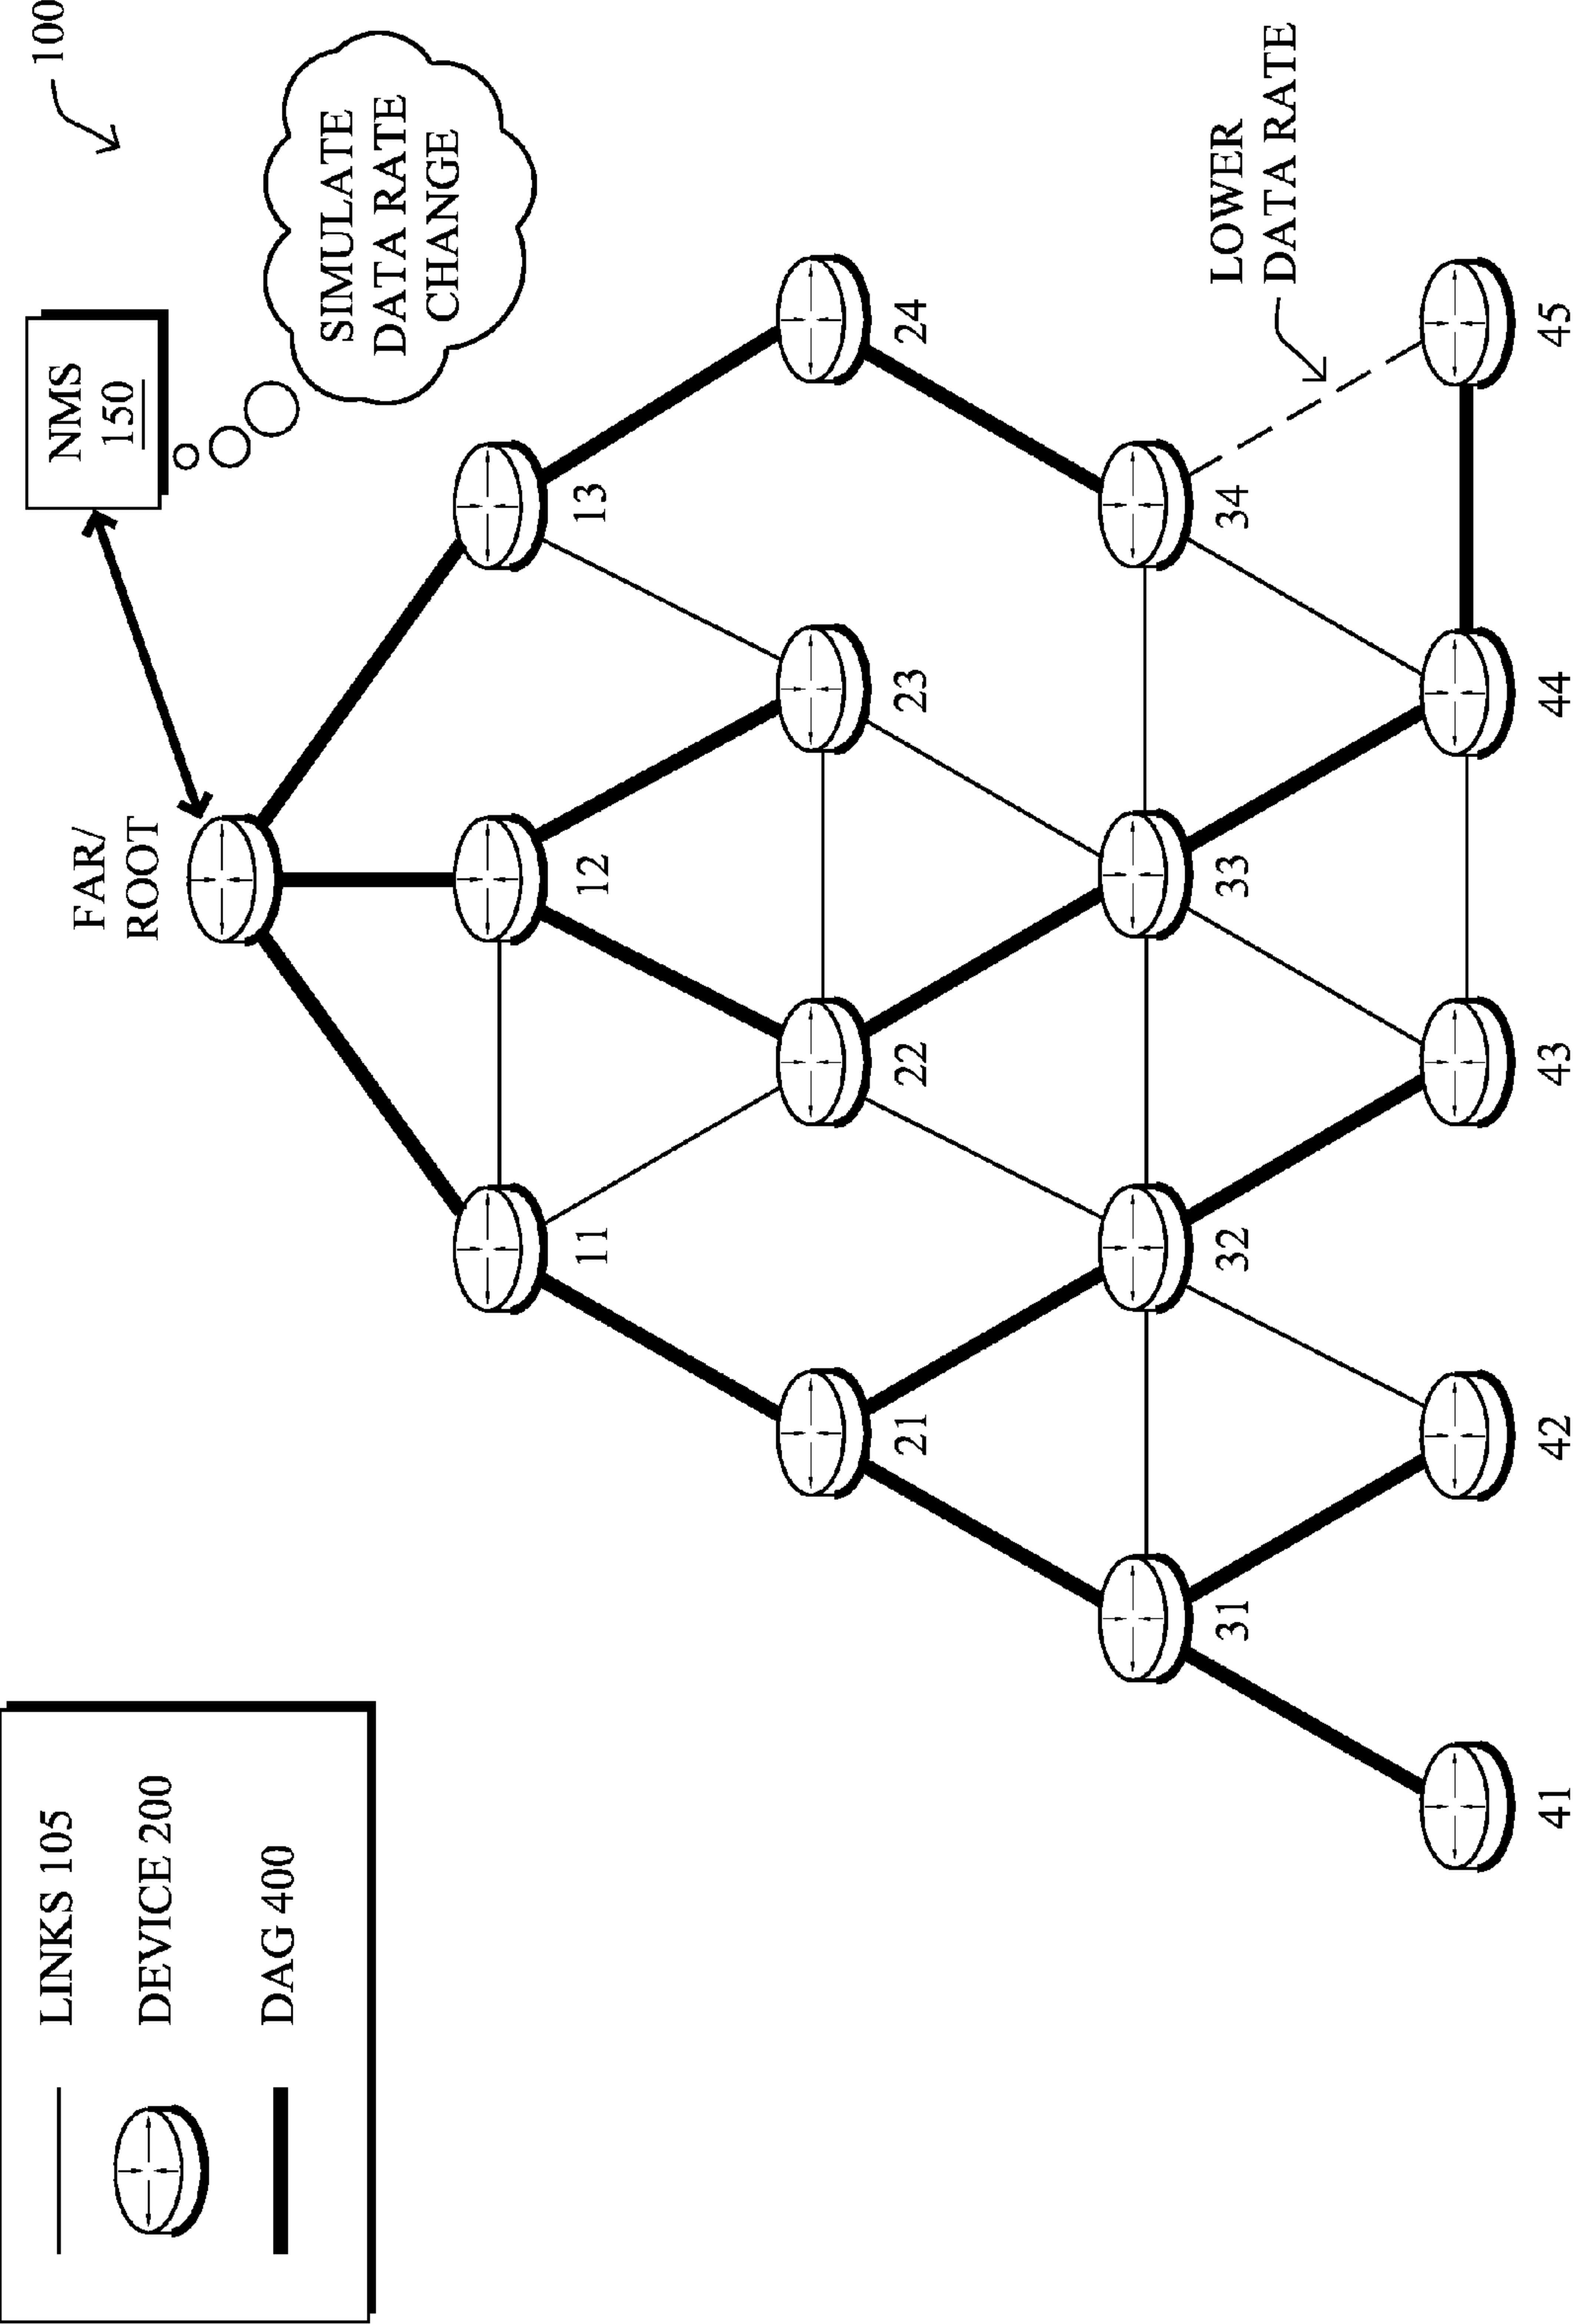 LINKS 105
DEVICE 200
DAG 400
100
NMS
150
SIMULATE
DATA RATE
CHANGE
FAR/
ROOT
11
12
13
21
22
23
24
31
32
33
34
LOWER
DATA RATE
41
42
43
44
45